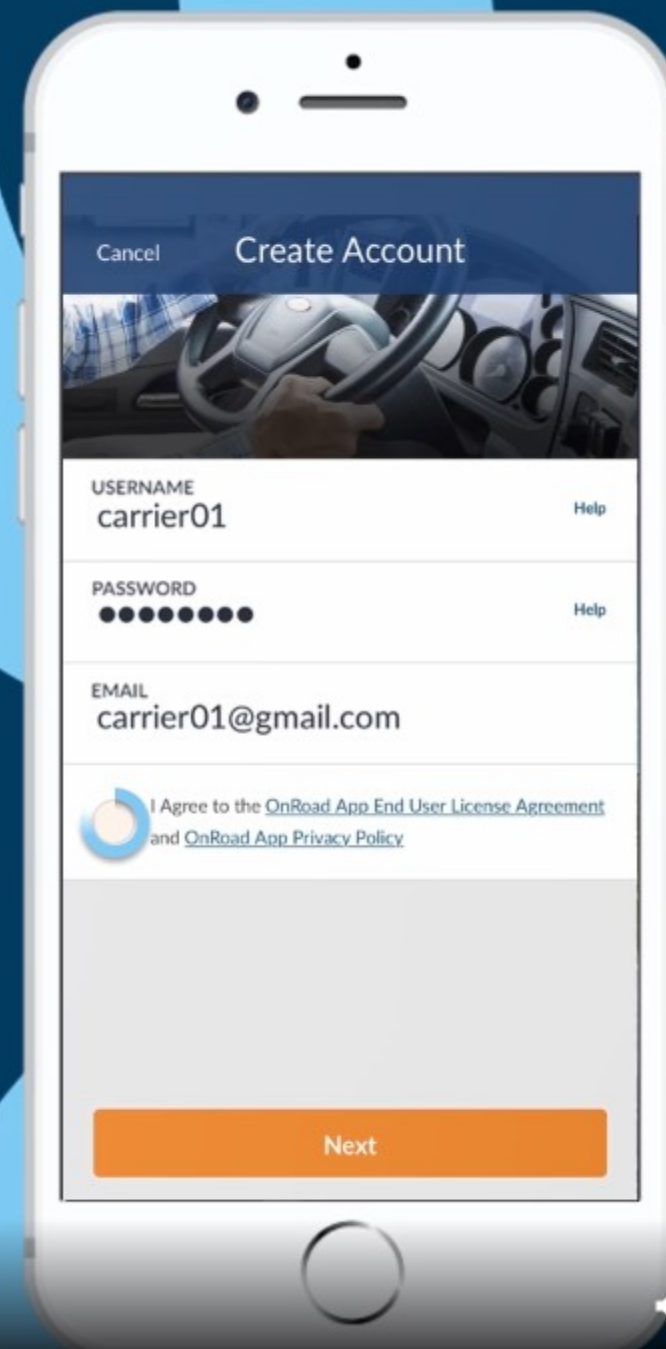 Cancel
Create Account
USERNAME
carrier01
Help
PASSWORD
●●●●●●●●
Help
EMAIL
carrier01@gmail.com
I Agree to the OnRoad App End User License Agreement
and OnRoad App Privacy Policy
Next